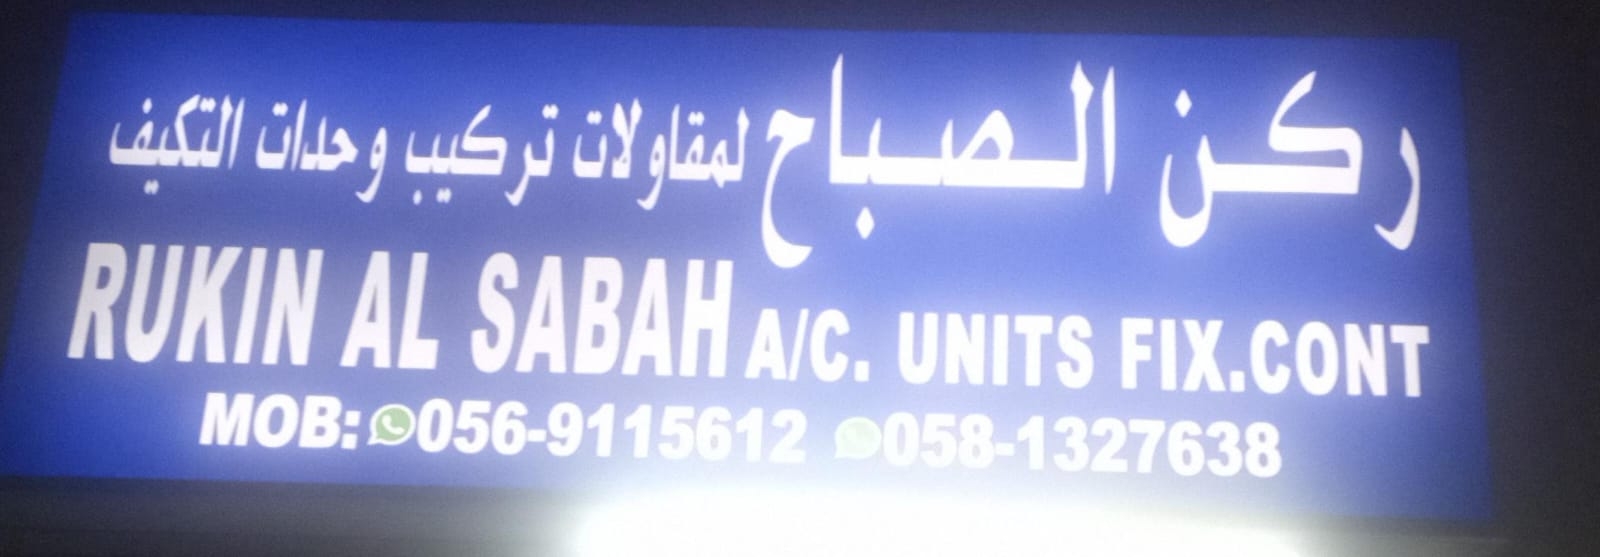 ركن الصباح لمقاولات تركيب وحدات التكيف
RUKIN AL SABAH A/C. UNITS FIX.CONT
MOB: 056-9115612 058-1327638